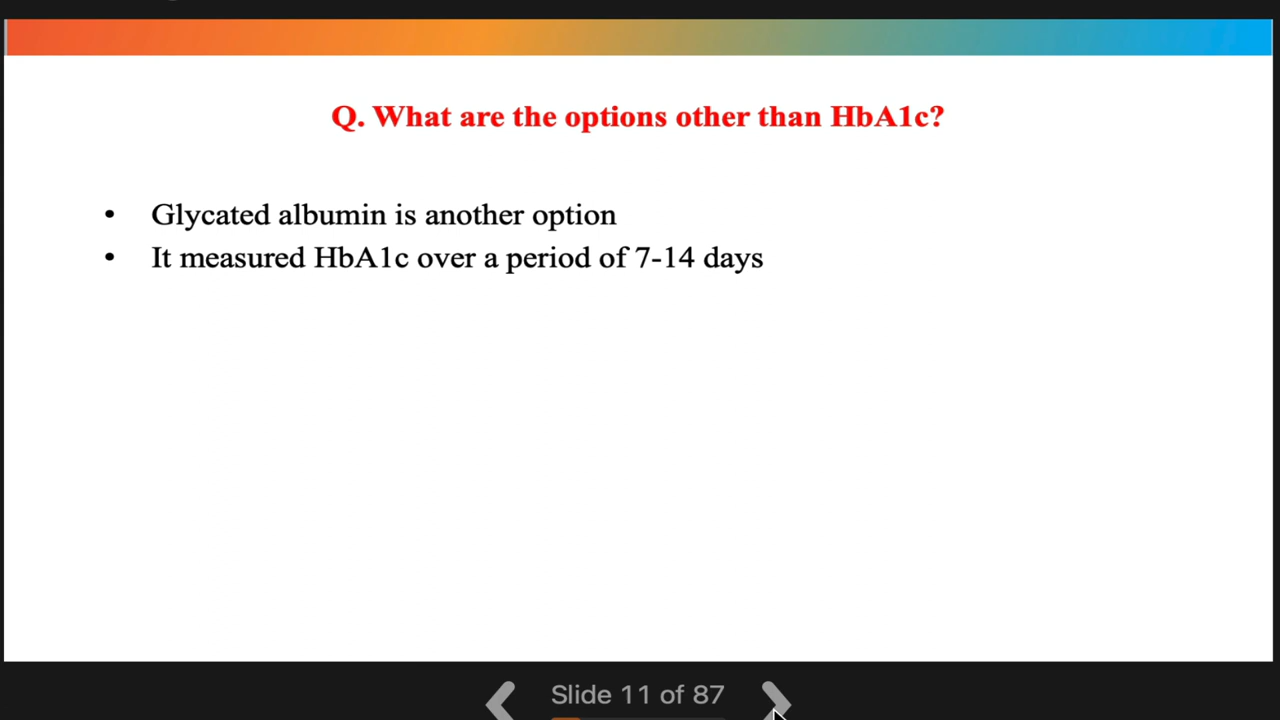 Q. What are the options other than HbA1c?
• Glycated albumin is another option
• It measured HbA1c over a period of 7-14 days
Slide 11 of 87